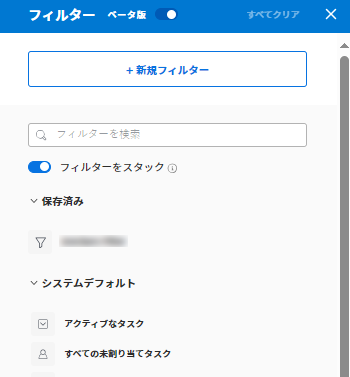 フィルター ベータ版 すべてクリア
+ 新規フィルター
フィルターを検索
フィルターをスタック
保存済み
システムデフォルト
アクティブなタスク
すべての未割り当てタスク